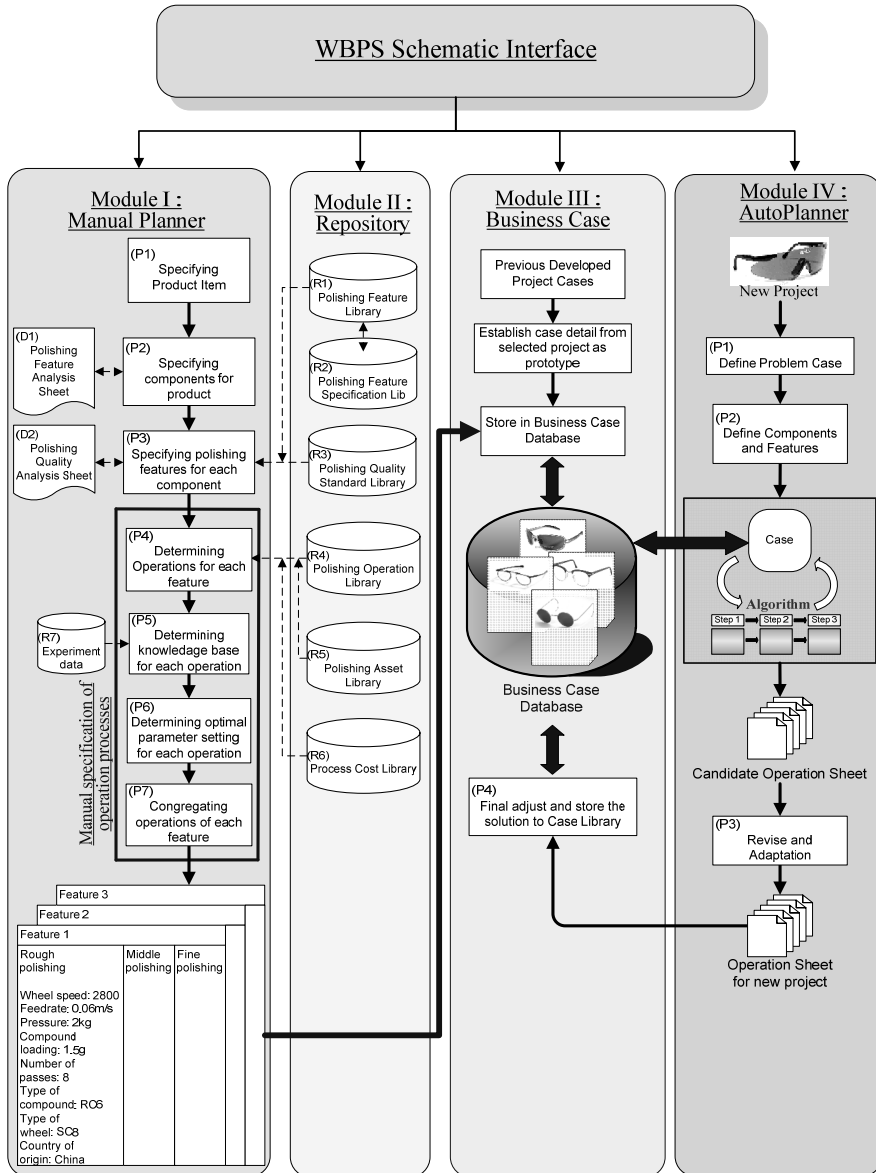 WBPS Schematic Interface
Module I :
Manual Planner
(P1)
Specifying
Product Item
(D1)
Polishing
Feature
Analysis
Sheet
(P2)
Specifying
components for
product
(D2)
Polishing
Quality
Analysis Sheet
(P3)
Specifying polishing
features for each
component
(P4)
Determining
Operations for each
feature
(R7)
Experiment
data
(P5)
Determining
knowledge base
for each operation
(P6)
Determining optimal
parameter setting
for each operation
(P7)
Congregating
operations of each
feature
Manual specification of
operation processes
Feature 3
Feature 2
Feature 1
Rough
polishing
Wheel speed: 2800
Feedrate: 0.06m/s
Pressure: 2kg
Compound
loading: 1.5g
Number of
passes: 8
Type of
compound: RO6
Type of
wheel: SC8
Country of
origin: China
Middle
polishing
Fine
polishing
Module II :
Repository
(R1)
Polishing Feature
Library
(R2)
Polishing Feature
Specification Lib
(R3)
Polishing Quality
Standard Library
(R4)
Polishing Operation
Library
(R5)
Polishing Asset
Library
(R6)
Process Cost Library
Module III :
Business Case
Previous Developed
Project Cases
Establish case detail from
selected project as
prototype
Store in Business Case
Database
Business Case
Database
(P4)
Final adjust and store the
solution to Case Library
Module IV :
AutoPlanner
New Project
(P1)
Define Problem Case
(P2)
Define Components
and Features
Case
Algorithm
Step 1
Step 2
Step 3
Candidate Operation Sheet
(P3)
Revise and
Adaptation
Operation Sheet
for new project